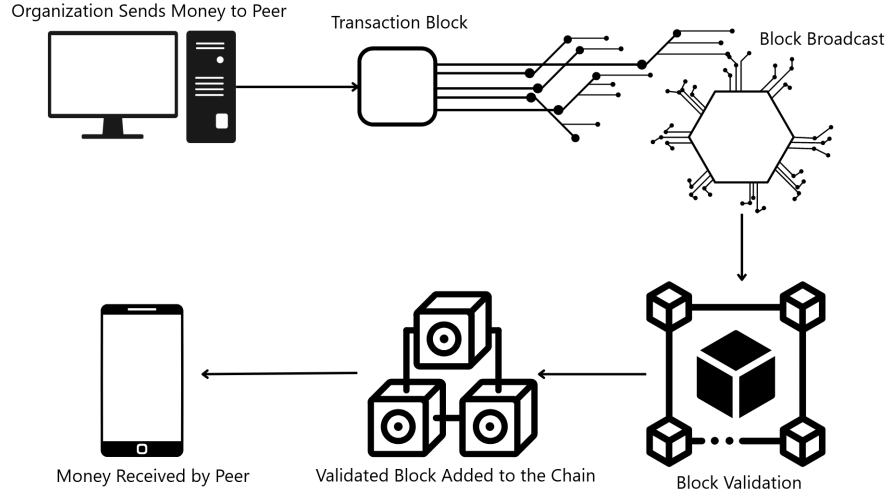 Organization Sends Money to Peer
Transaction Block
Block Broadcast
Block Validation
Validated Block Added to the Chain
Money Received by Peer